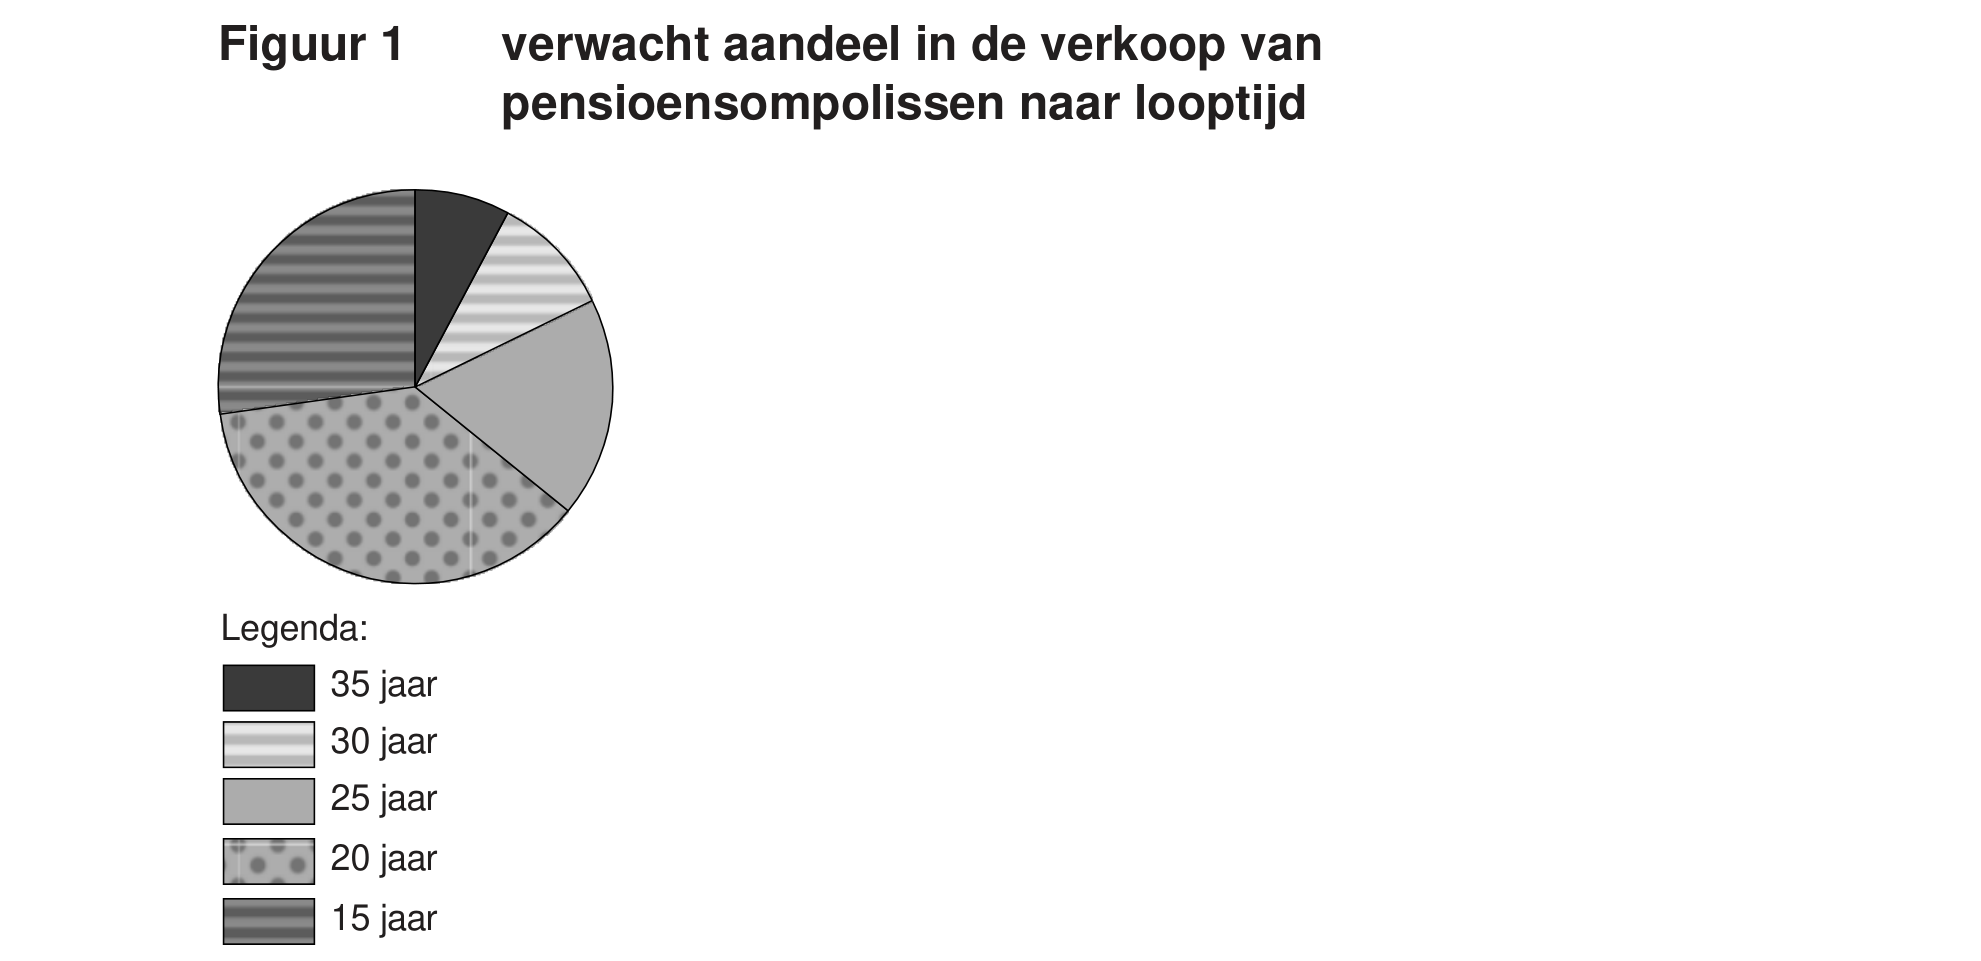 Figuur 1 verwacht aandeel in de verkoop van
pensioensompolissen naar looptijd
Legenda:
35 jaar
30 jaar
25 jaar
20 jaar
15 jaar